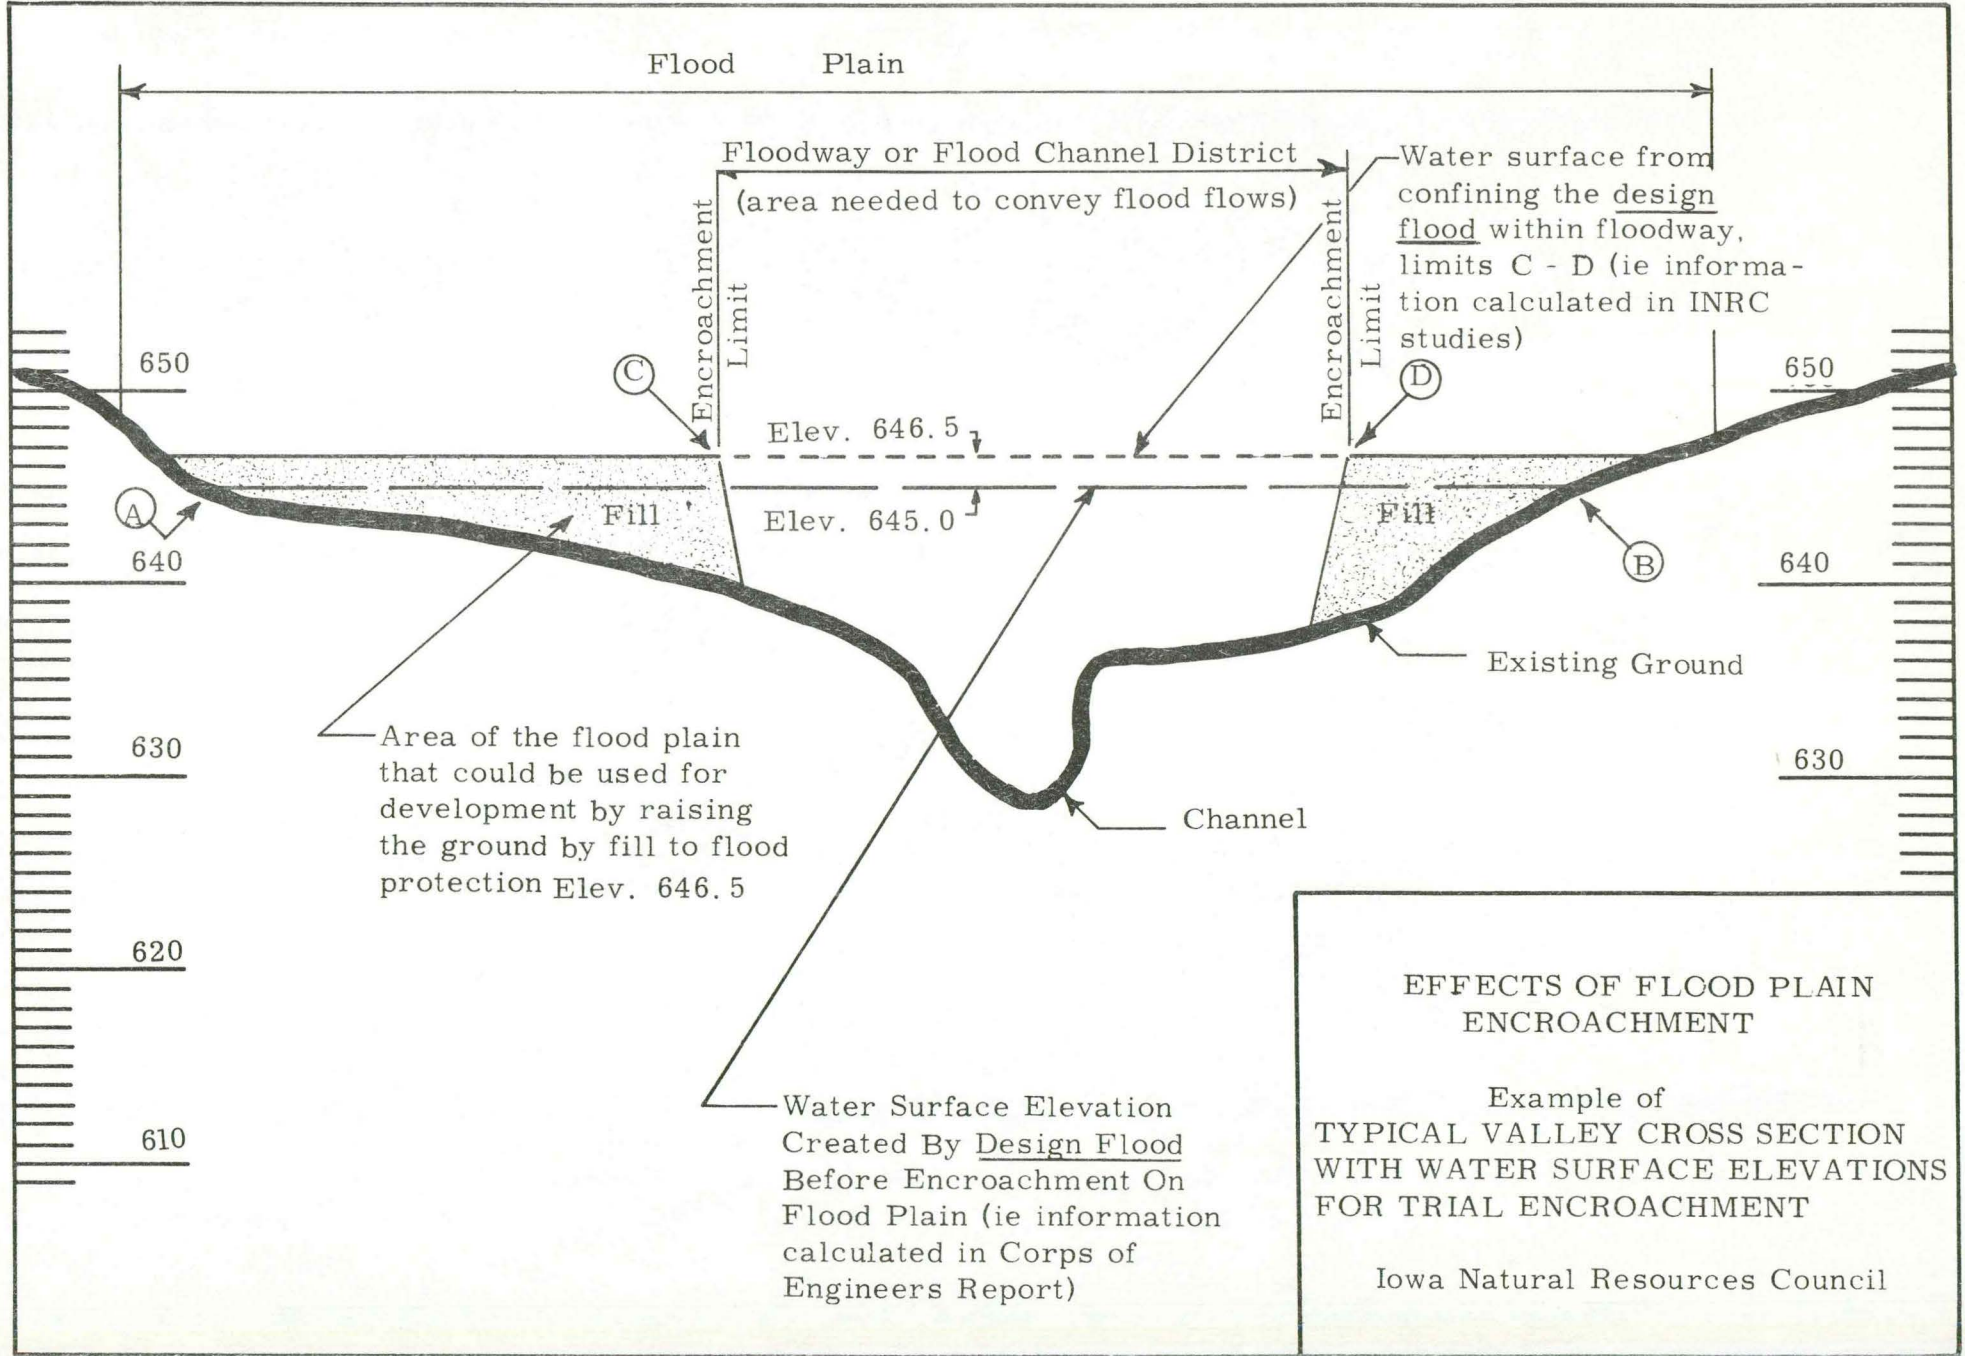 Flood Plain
Floodway or Flood Channel District
(area needed to convey flood flows)
Encroachment
Limit
Encroachment
Limit
Water surface from
confining the design
flood within floodway,
limits C - D (ie informa-
tion calculated in INRC
studies)
650
650
C
D
Elev. 646.5
Elev. 645.0
A
Fill
Fill
B
640
640
Existing Ground
630
630
Area of the flood plain
that could be used for
development by raising
the ground by fill to flood
protection Elev. 646.5
Channel
620
610
Water Surface Elevation
Created By Design Flood
Before Encroachment On
Flood Plain (ie information
calculated in Corps of
Engineers Report)
EFFECTS OF FLOOD PLAIN
ENCROACHMENT
Example of
TYPICAL VALLEY CROSS SECTION
WITH WATER SURFACE ELEVATIONS
FOR TRIAL ENCROACHMENT
Iowa Natural Resources Council